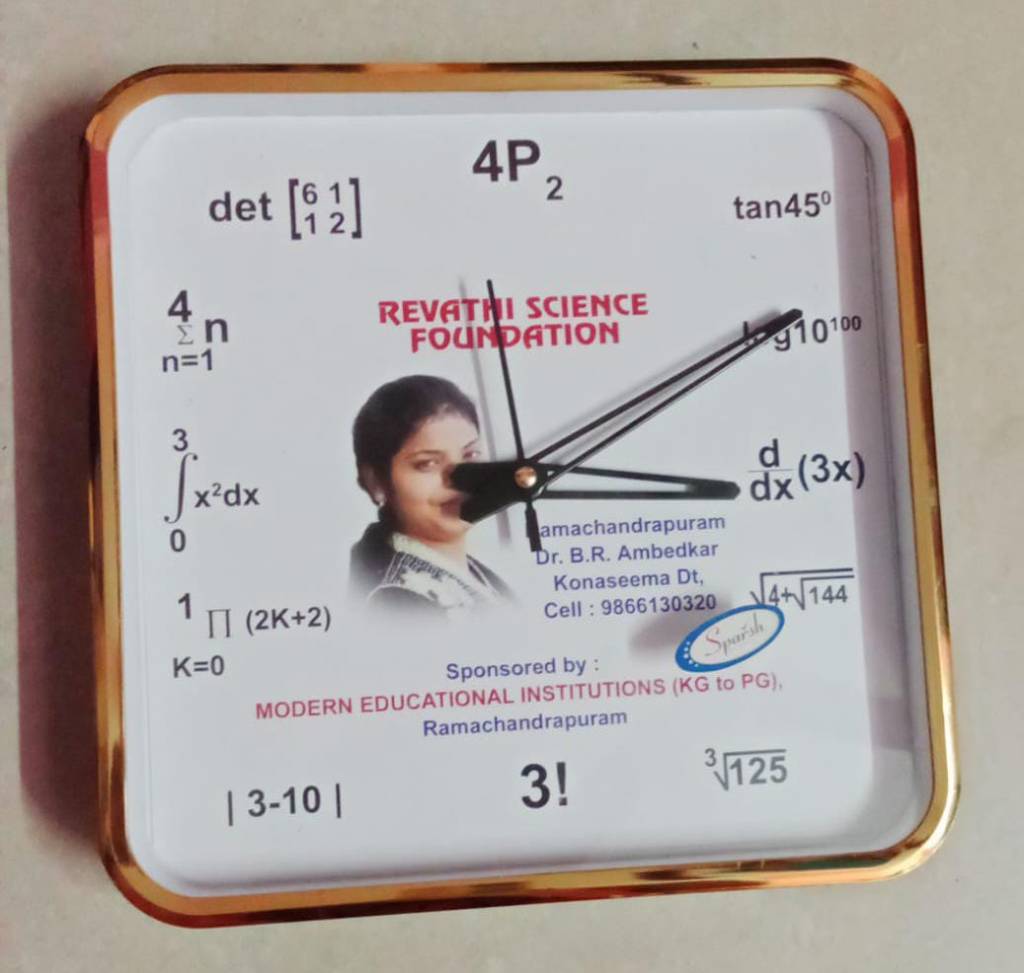 4P₂
det [6 1
1 2]
tan45⁰
4
Σ n
n=1
REVATHI SCIENCE
FOUNDATION
g10¹⁰⁰
3
∫ x²dx
0
d/dx (3x)
amachandrapuram
Dr. B.R. Ambedkar
Konaseema Dt,
Cell : 9866130320
√4+√144
1 ∏ (2K+2)
K=0
Sparsh
Sponsored by :
MODERN EDUCATIONAL INSTITUTIONS (KG to PG),
Ramachandrapuram
| 3-10 |
3!
³√125